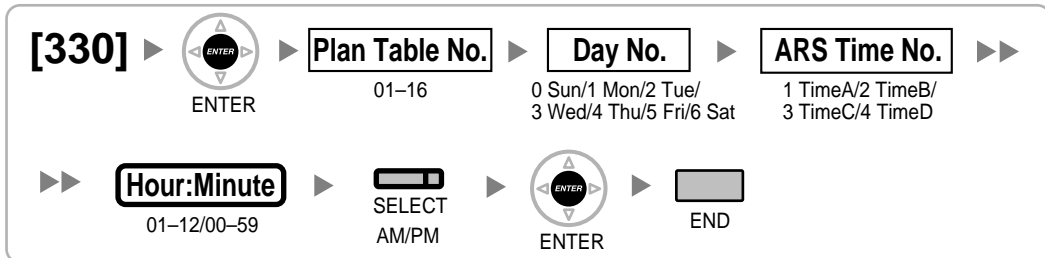 [330] ENTER Plan Table No. Day No. ARS Time No.
ENTER 01–16 0 Sun/1 Mon/2 Tue/ 1 TimeA/2 TimeB/
3 Wed/4 Thu/5 Fri/6 Sat 3 TimeC/4 TimeD
Hour:Minute ENTER
01–12/00–59 SELECT END
AM/PM ENTER